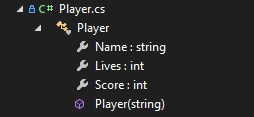 C# Player.cs
Player
Name : string
Lives : int
Score : int
Player(string)